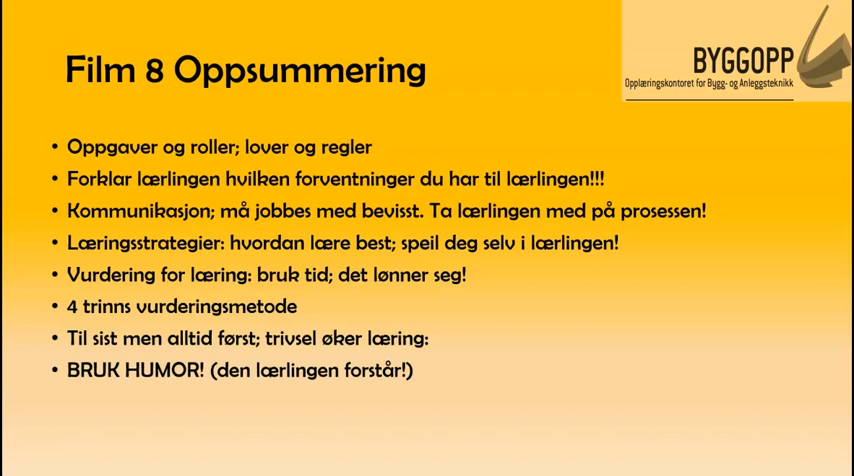 Film 8 Oppsummering
BYGGOPP
Opplæringskontoret for Bygg- og Anleggsteknikk
• Oppgaver og roller; lover og regler
• Forklar lærlingen hvilken forventninger du har til lærlingen!!!
• Kommunikasjon; må jobbes med bevisst. Ta lærlingen med på prosessen!
• Læringsstrategier: hvordan lære best; speil deg selv i lærlingen!
• Vurdering for læring: bruk tid; det lønner seg!
• 4 trinns vurderingsmetode
• Til sist men alltid først; trivsel øker læring:
• BRUK HUMOR! (den lærlingen forstår!)